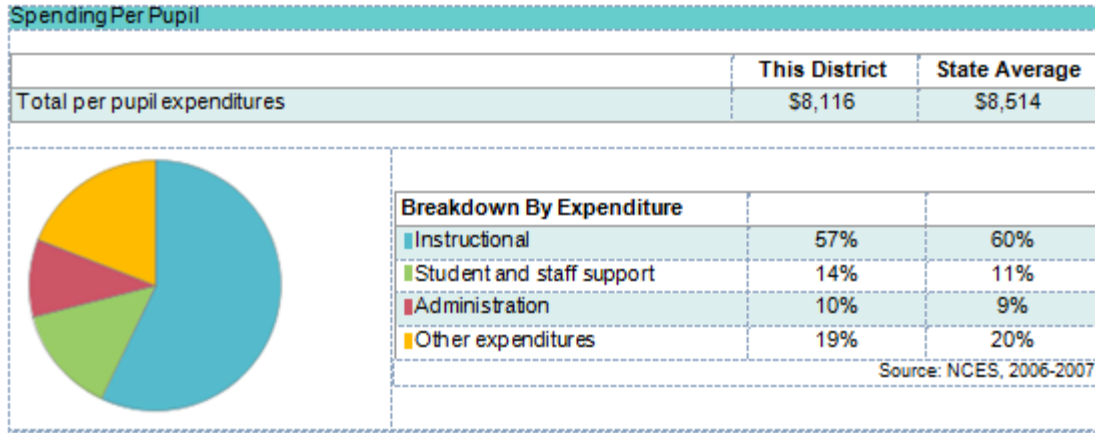 Spending Per Pupil
This District State Average
Total per pupil expenditures $8,116 $8,514
Breakdown By Expenditure
Instructional 57% 60%
Student and staff support 14% 11%
Administration 10% 9%
Other expenditures 19% 20%
Source: NCES, 2006-2007